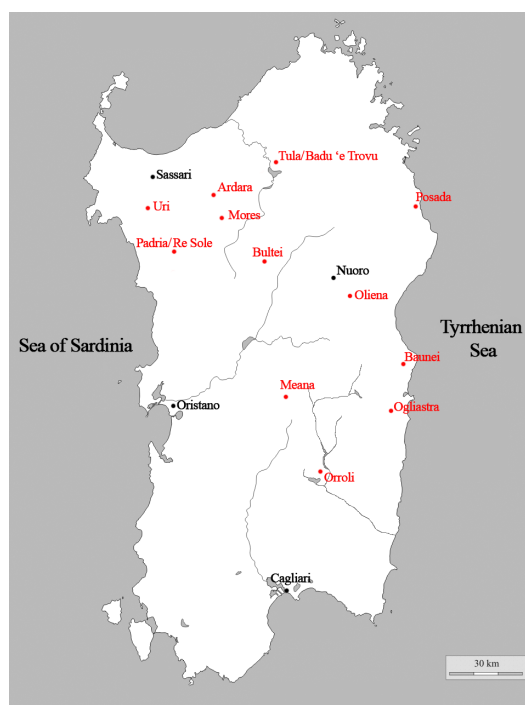 Tula/Badu ‘e Trovu
Sassari
Ardara
Uri
Mores
Posada
Padria/Re Sole
Bultei
Nuoro
Oliena
Sea of Sardinia
Tyrrhenian
Sea
Baunei
Meana
Oristano
Ogliastra
Orroli
Cagliari
30 km